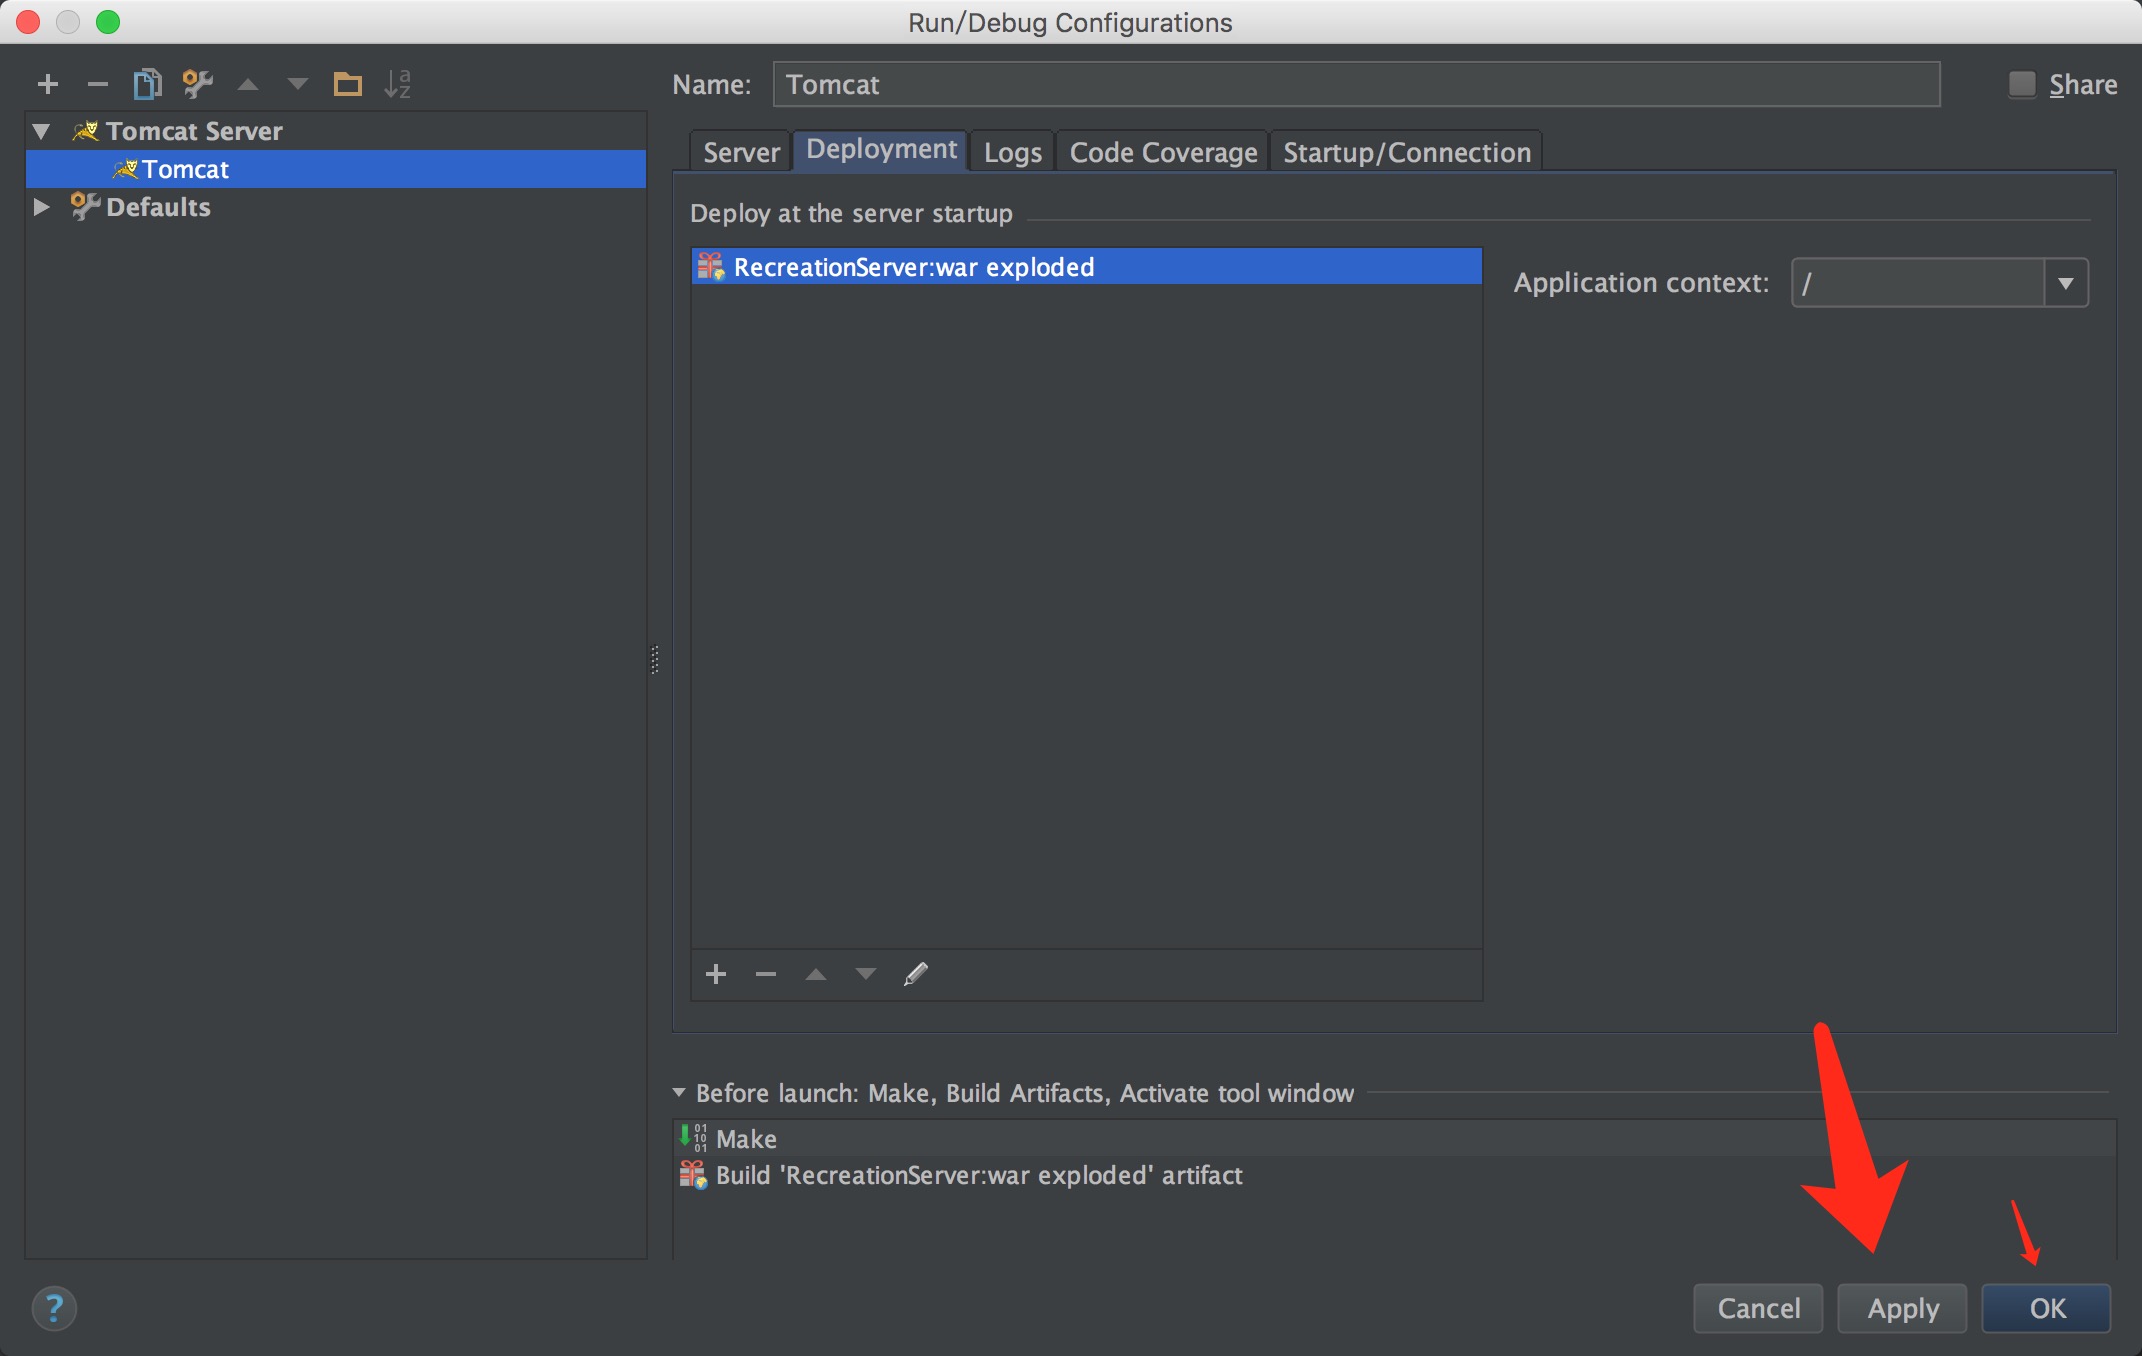 Run/Debug Configurations
Name: Tomcat Share
Tomcat Server
Tomcat
Defaults
Server Deployment Logs Code Coverage Startup/Connection
Deploy at the server startup
RecreationServer:war exploded
Application context: /
Before launch: Make, Build Artifacts, Activate tool window
Make
Build 'RecreationServer:war exploded' artifact
? Cancel Apply OK